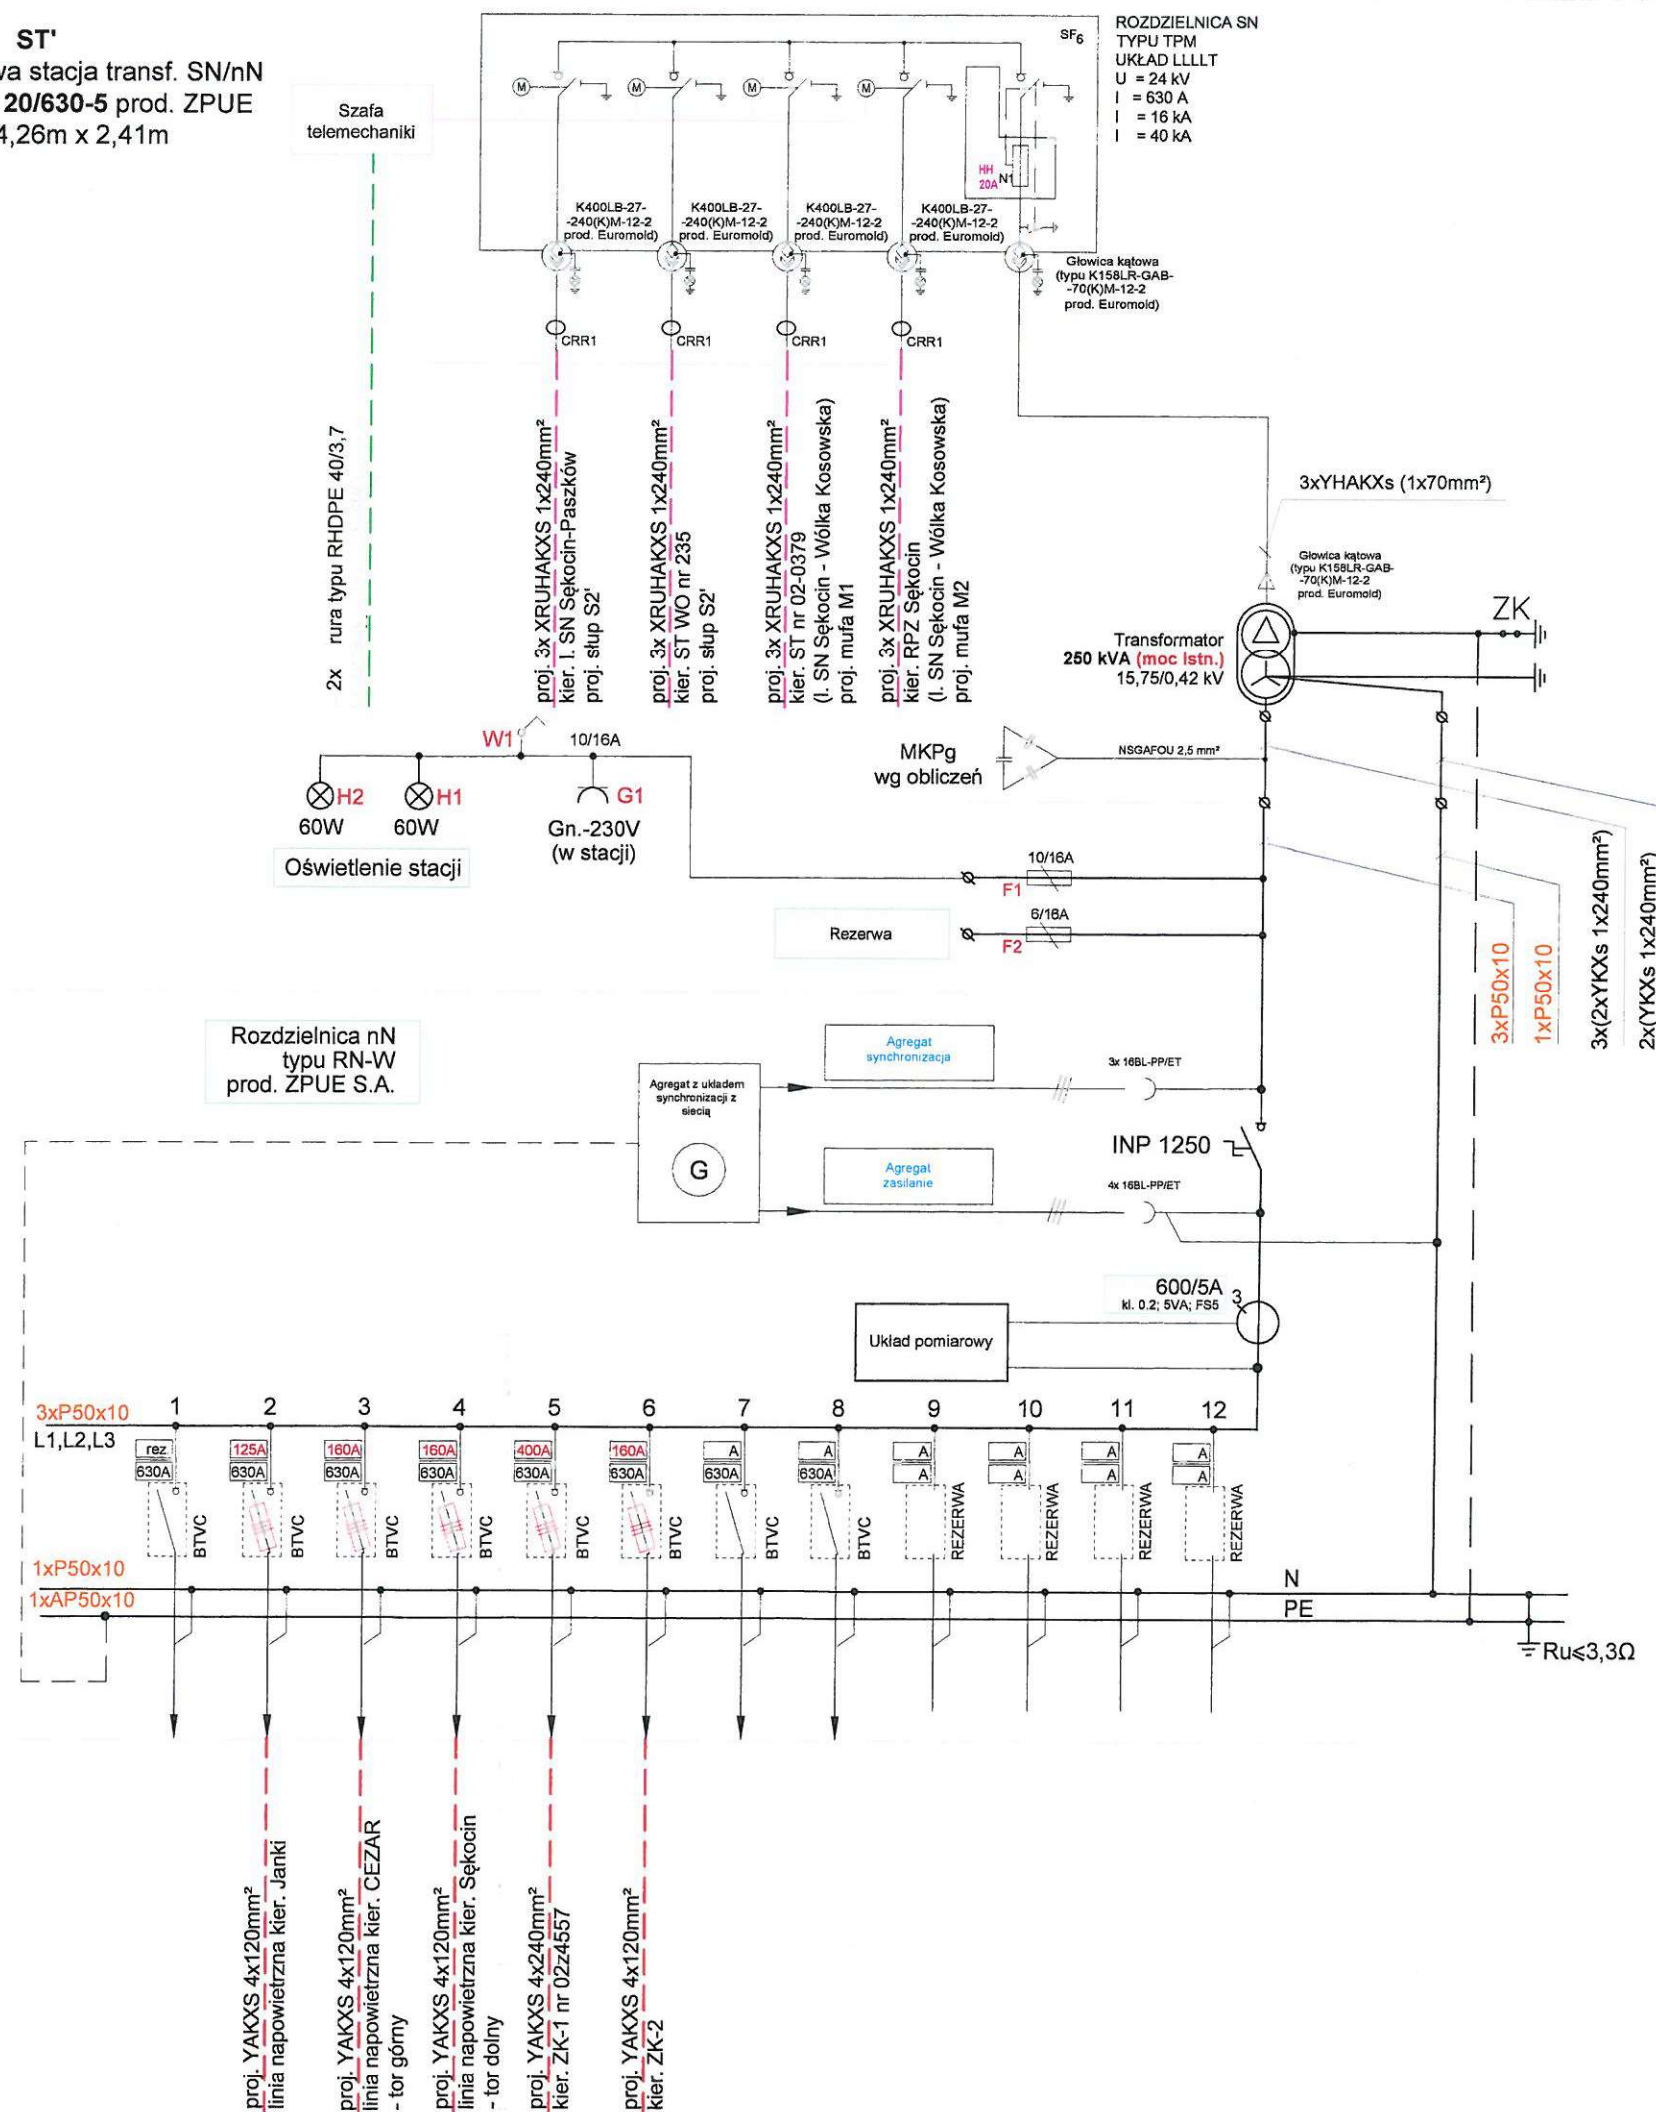 ST'
wa stacja transf. SN/nN
20/630-5 prod. ZPUE
4,26m x 2,41m
Szafa
telemechaniki
SF6
ROZDZIELNICA SN
TYPU TPM
UKŁAD LLLLT
U = 24 kV
I = 630 A
I = 16 kA
I = 40 kA
M
M
M
M
HH
20A
N1
K400LB-27-
-240(K)M-12-2
prod. Euromold)
K400LB-27-
-240(K)M-12-2
prod. Euromold)
K400LB-27-
-240(K)M-12-2
prod. Euromold)
K400LB-27-
-240(K)M-12-2
prod. Euromold)
Głowica kątowa
(typu K158LR-GAB-
-70(K)M-12-2
prod. Euromold)
CRR1
CRR1
CRR1
CRR1
2x rura typu RHDPE 40/3,7
proj. 3x XRUHAKXS 1x240mm²
kier. l. SN Sękocin-Paszków
proj. słup S2'
proj. 3x XRUHAKXS 1x240mm²
kier. ST WO nr 235
proj. słup S2'
proj. 3x XRUHAKXS 1x240mm²
kier. ST nr 02-0379
(l. SN Sękocin - Wólka Kosowska)
proj. mufa M1
proj. 3x XRUHAKXS 1x240mm²
kier. RPZ Sękocin
(l. SN Sękocin - Wólka Kosowska)
proj. mufa M2
3xYHAKXs (1x70mm²)
Głowica kątowa
(typu K158LR-GAB-
-70(K)M-12-2
prod. Euromold)
ZK
Transformator
250 kVA (moc istn.)
15,75/0,42 kV
W1
10/16A
H2
60W
H1
60W
G1
Gn.-230V
(w stacji)
Oświetlenie stacji
MKPg
wg obliczeń
NSGAFOU 2,5 mm²
10/16A
F1
Rezerwa
6/16A
F2
3xP50x10
1xP50x10
3x(2xYKXs 1x240mm²)
2x(YKXs 1x240mm²)
Rozdzielnica nN
typu RN-W
prod. ZPUE S.A.
Agregat z układem
synchronizacji z
siecią
G
Agregat
synchronizacja
3x 16BL-PP/ET
INP 1250
Agregat
zasilanie
4x 16BL-PP/ET
600/5A
kl. 0.2; 5VA; FS5
3
Układ pomiarowy
3xP50x10
L1,L2,L3
1 2 3 4 5 6 7 8 9 10 11 12
rez 125A 160A 160A 400A 160A A A A A A A
630A 630A 630A 630A 630A 630A 630A 630A A A A A
BTVC BTVC BTVC BTVC BTVC BTVC BTVC BTVC REZERWA REZERWA REZERWA REZERWA
1xP50x10
1xAP50x10
N
PE
Ru≤3,3Ω
proj. YAKXS 4x120mm²
linia napowietrzna kier. Janki
proj. YAKXS 4x120mm²
linia napowietrzna kier. CEZAR
- tor górny
proj. YAKXS 4x120mm²
linia napowietrzna kier. Sękocin
- tor dolny
proj. YAKXS 4x240mm²
kier. ZK-1 nr 02z4557
proj. YAKXS 4x120mm²
kier. ZK-2